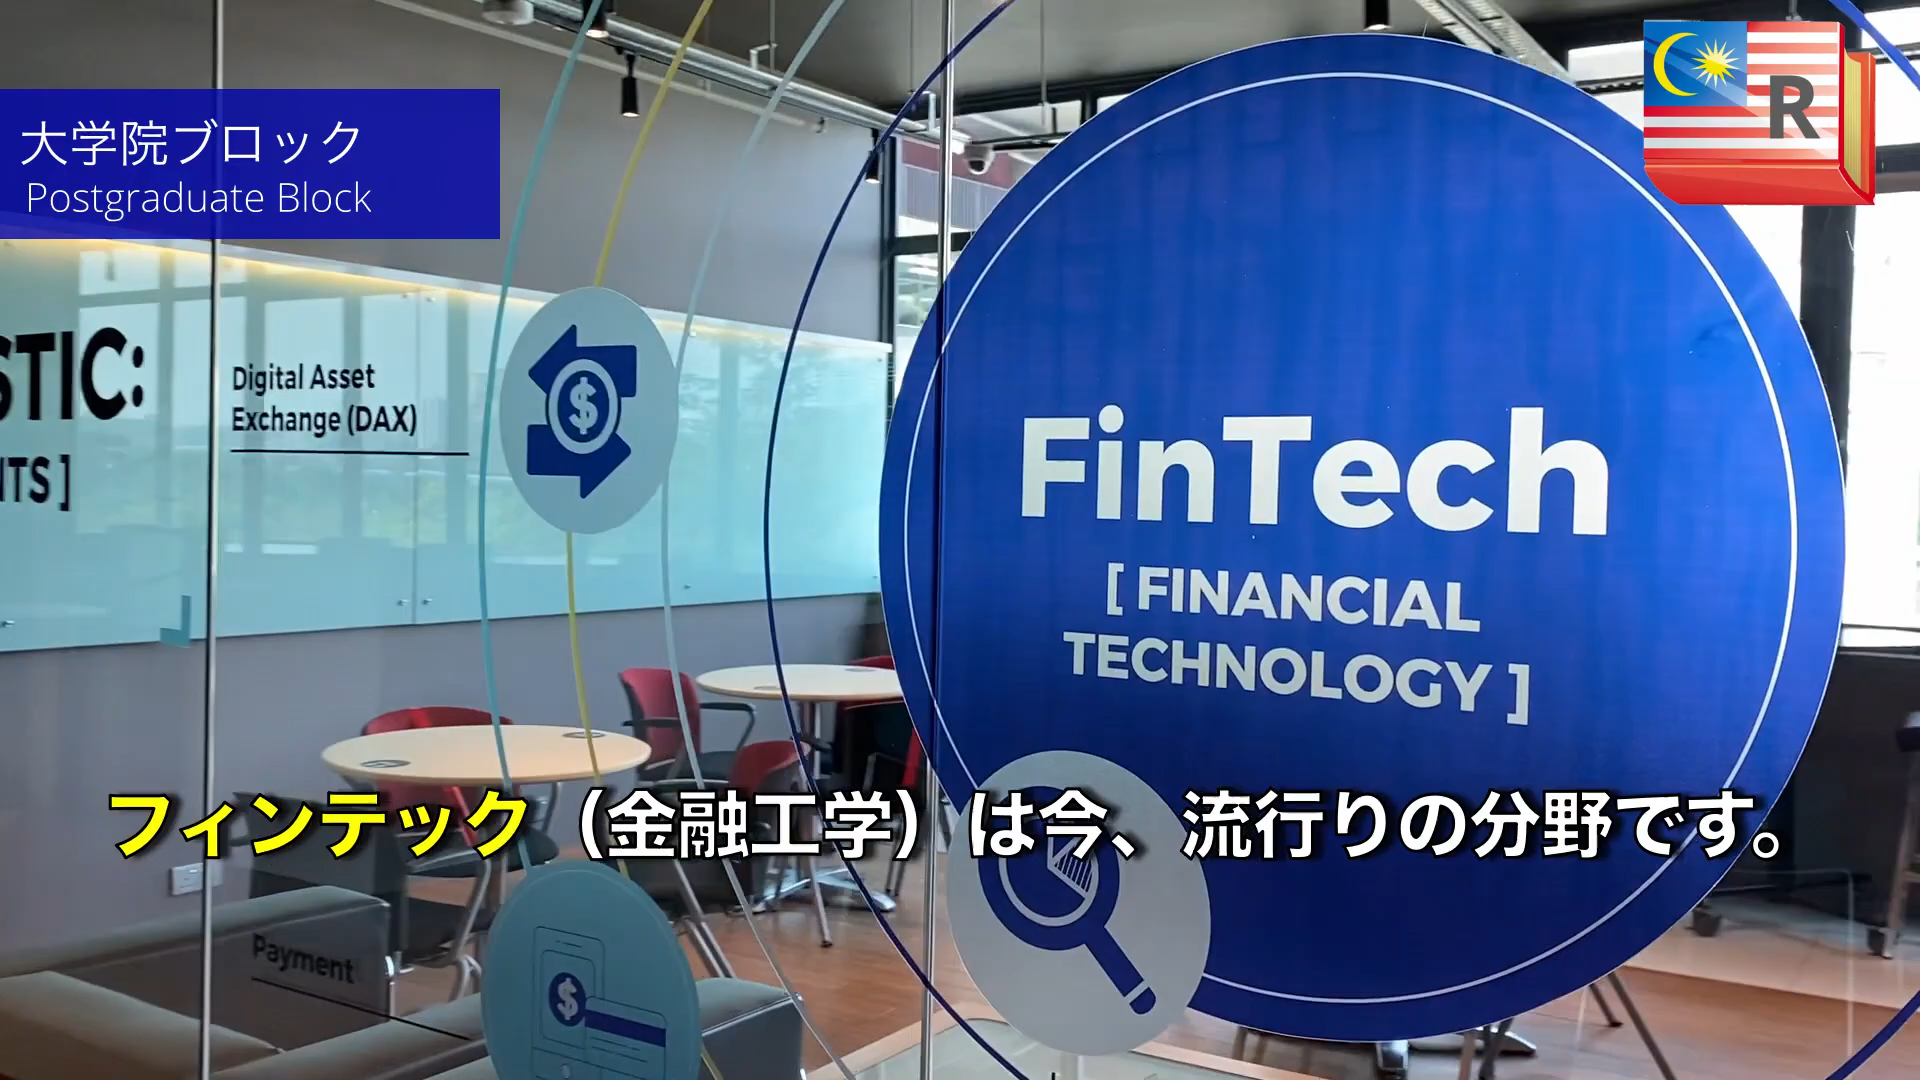 大学院ブロック
Postgraduate Block
R
STIC:
NTS ]
Digital Asset
Exchange (DAX)
FinTech
[ FINANCIAL
TECHNOLOGY ]
フィンテック（金融工学）は今、流行りの分野です。
Payment